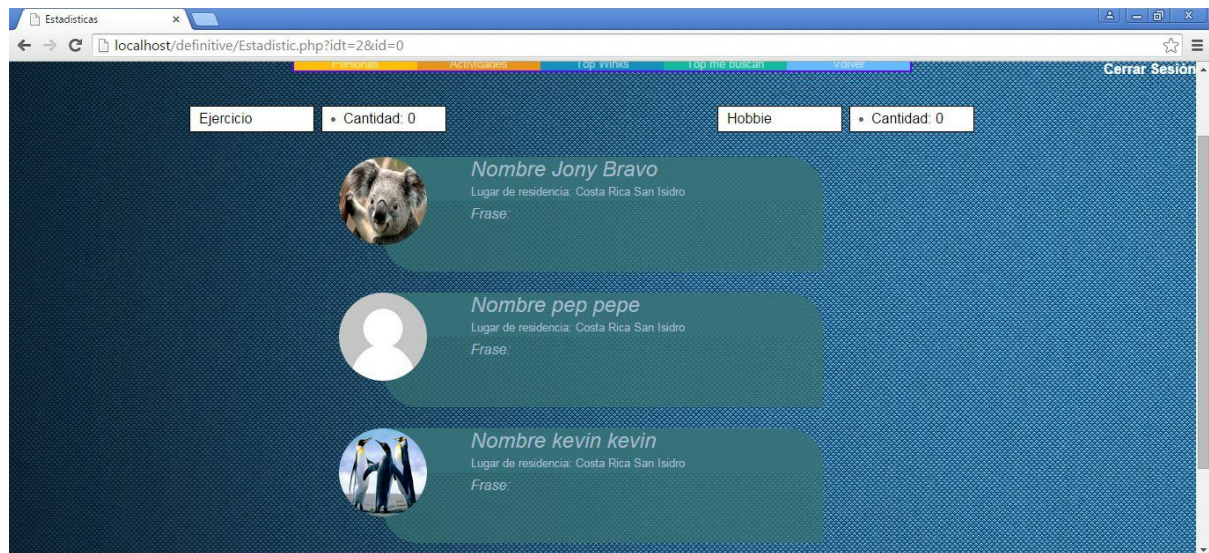 Estadisticas
localhost/definitive/Estadistic.php?idt=2&id=0
Personas Actividades Top Winks Top me buscan Volver
Cerrar Sesión
Ejercicio • Cantidad: 0 Hobbie • Cantidad: 0
Nombre Jony Bravo
Lugar de residencia: Costa Rica San Isidro
Frase:
Nombre pep pepe
Lugar de residencia: Costa Rica San Isidro
Frase:
Nombre kevin kevin
Lugar de residencia: Costa Rica San Isidro
Frase: